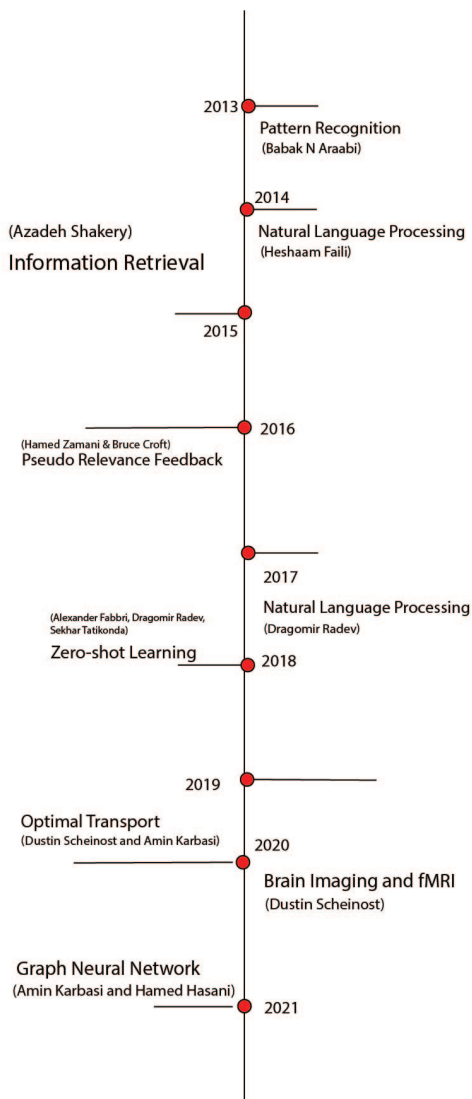 2013
Pattern Recognition
(Babak N Araabi)
2014
(Azadeh Shakery)
Information Retrieval
Natural Language Processing
(Heshaam Faili)
2015
2016
(Hamed Zamani & Bruce Croft)
Pseudo Relevance Feedback
2017
Natural Language Processing
(Dragomir Radev)
(Alexander Fabbri, Dragomir Radev,
Sekhar Tatikonda)
Zero-shot Learning
2018
2019
Optimal Transport
(Dustin Scheinost and Amin Karbasi)
2020
Brain Imaging and fMRI
(Dustin Scheinost)
Graph Neural Network
(Amin Karbasi and Hamed Hasani)
2021